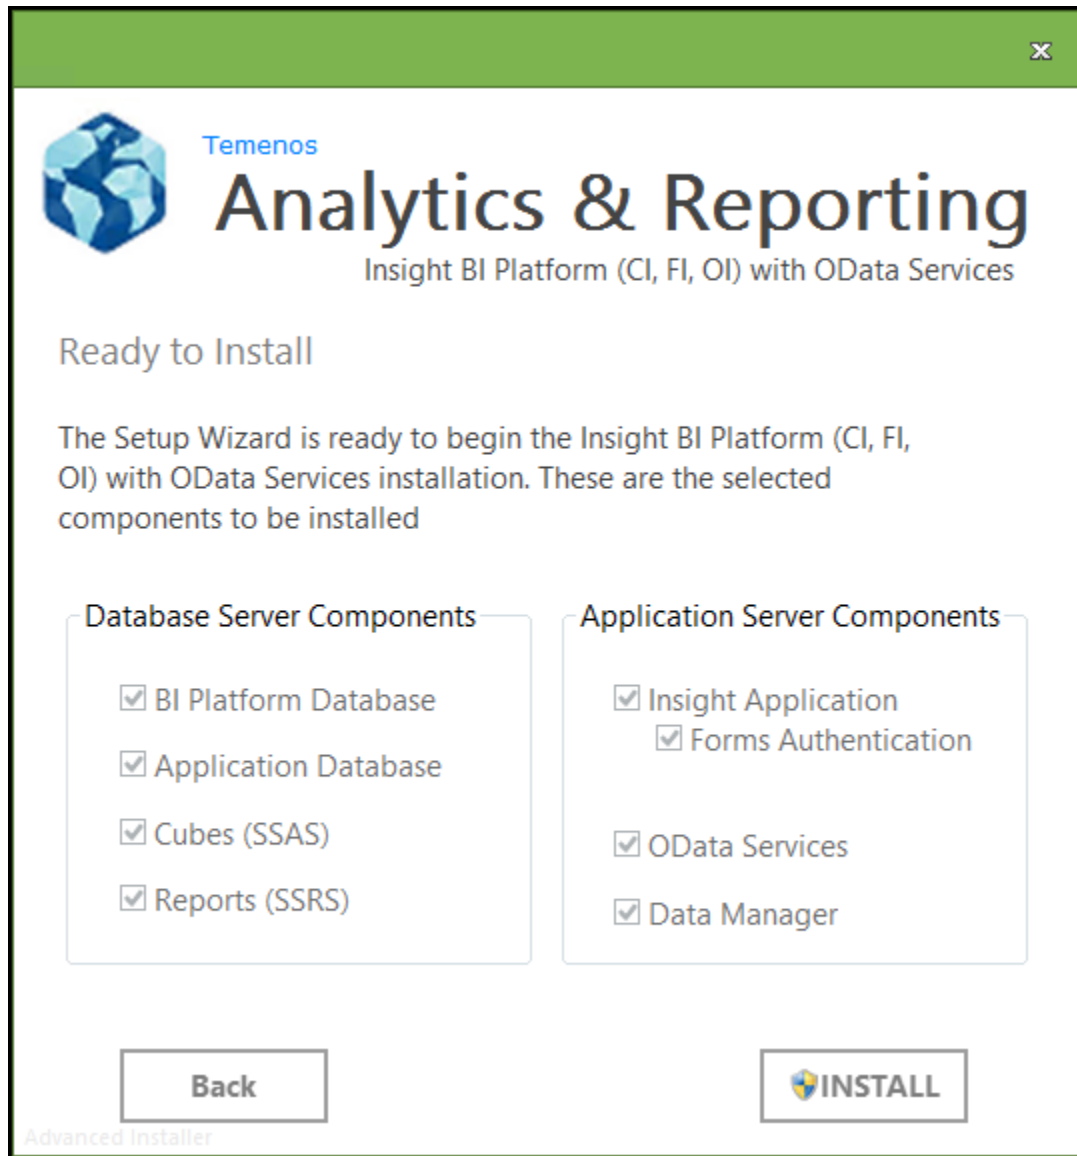 x
Temenos
Analytics & Reporting
Insight BI Platform (CI, FI, OI) with OData Services
Ready to Install
The Setup Wizard is ready to begin the Insight BI Platform (CI, FI,
OI) with OData Services installation. These are the selected
components to be installed
Database Server Components
BI Platform Database
Application Database
Cubes (SSAS)
Reports (SSRS)
Application Server Components
Insight Application
Forms Authentication
OData Services
Data Manager
Back
INSTALL
Advanced Installer